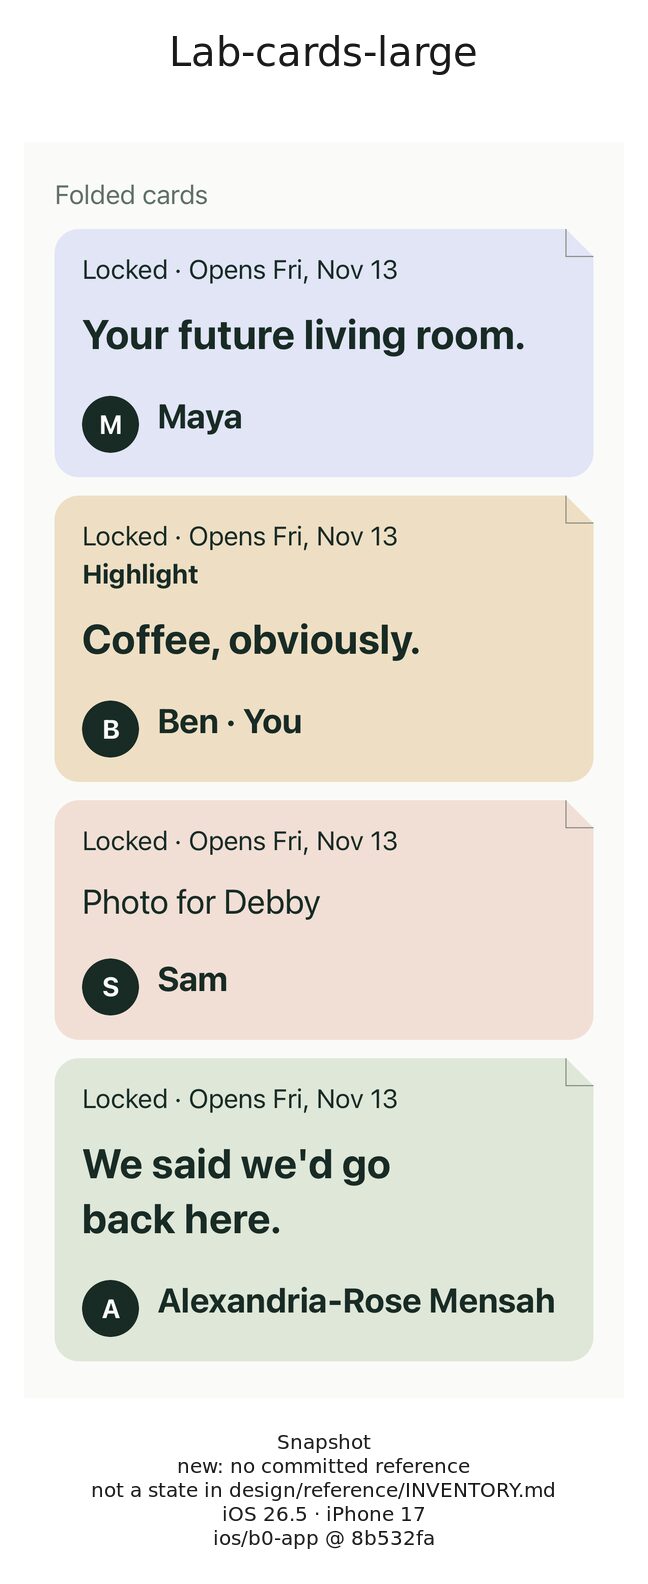 Lab-cards-large
Folded cards
Locked · Opens Fri, Nov 13
Your future living room.
M
Maya
Locked · Opens Fri, Nov 13
Highlight
Coffee, obviously.
B
Ben · You
Locked · Opens Fri, Nov 13
Photo for Debby
S
Sam
Locked · Opens Fri, Nov 13
We said we'd go
back here.
A
Alexandria-Rose Mensah
Snapshot
new: no committed reference
not a state in design/reference/INVENTORY.md
iOS 26.5 · iPhone 17
ios/b0-app @ 8b532fa